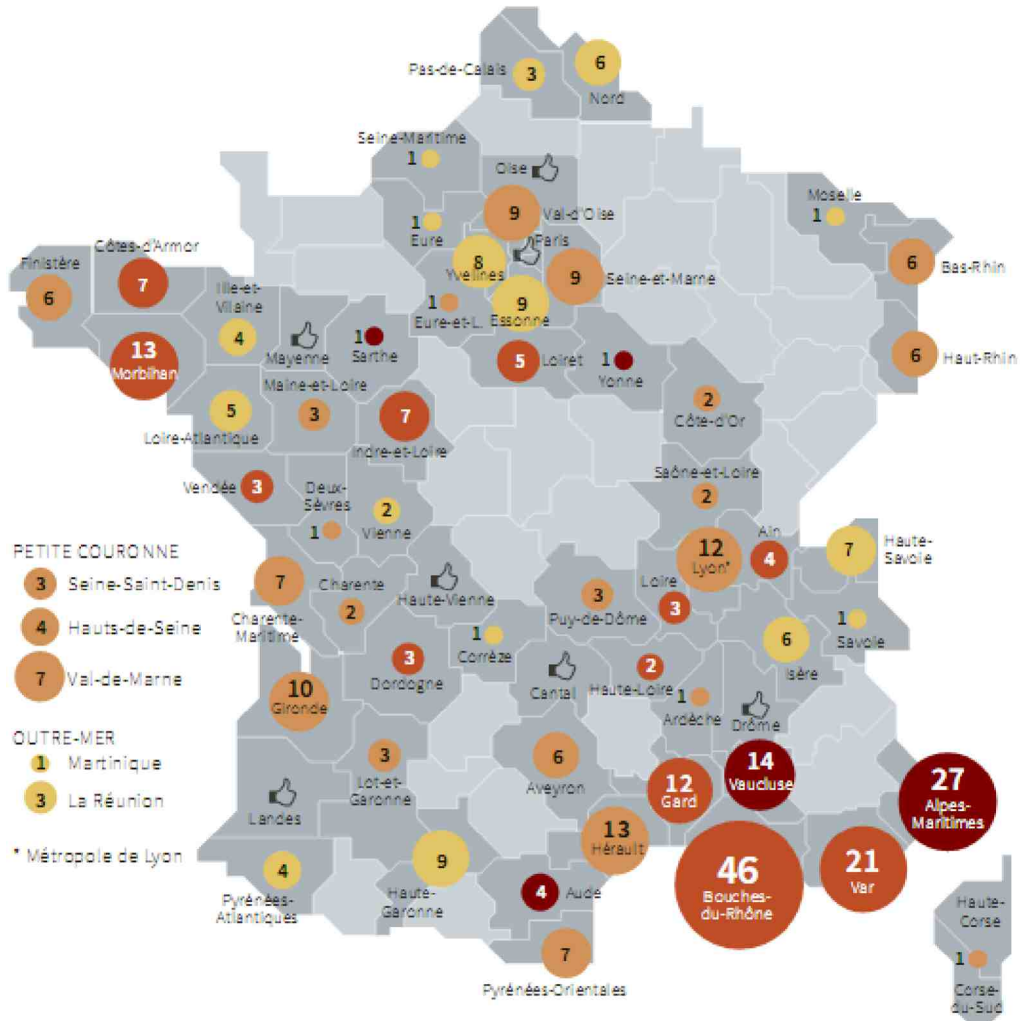 Pas-de-Calais
3
6
Nord
Seine-Maritime
1
Oise
Moselle
1
9
Val-d'Oise
1
Eure
Paris
Côtes-d'Armor
Finistère
8
Yvelines
6
Bas-Rhin
7
6
9
Seine-et-Marne
Ille-et-
Vilaine
1
Eure-et-L.
9
Essonne
4
Mayenne
1
Sarthe
13
Morbihan
5
Loiret
1
Yonne
6
Haut-Rhin
Maine-et-Loire
5
3
7
2
Côte-d'Or
Loire-Atlantique
Indre-et-Loire
Saône-et-Loire
Vendée
3
Deux-
Sèvres
2
2
1
Vienne
Ain
Haute-
Savoie
PETITE COURONNE
12
Lyon*
4
7
3
Seine-Saint-Denis
7
Charente
Haute-Vienne
3
Loire
2
Puy-de-Dôme
3
1
Savoie
4
Hauts-de-Seine
Charente-
Maritime
1
Corrèze
6
Isère
7
Val-de-Marne
3
Dordogne
2
Haute-Loire
10
Gironde
Cantal
1
Ardèche
Drôme
OUTRE-MER
1
Martinique
3
Lot-et-
Garonne
6
Aveyron
14
Vaucluse
12
Gard
27
Alpes-
Maritimes
3
La Réunion
Landes
13
Hérault
* Métropole de Lyon
4
Pyrénées-
Atlantiques
9
Haute-
Garonne
4
Aude
46
Bouches-
du-Rhône
21
Var
7
Pyrénées-Orientales
Haute-
Corse
1
Corse-
du-Sud